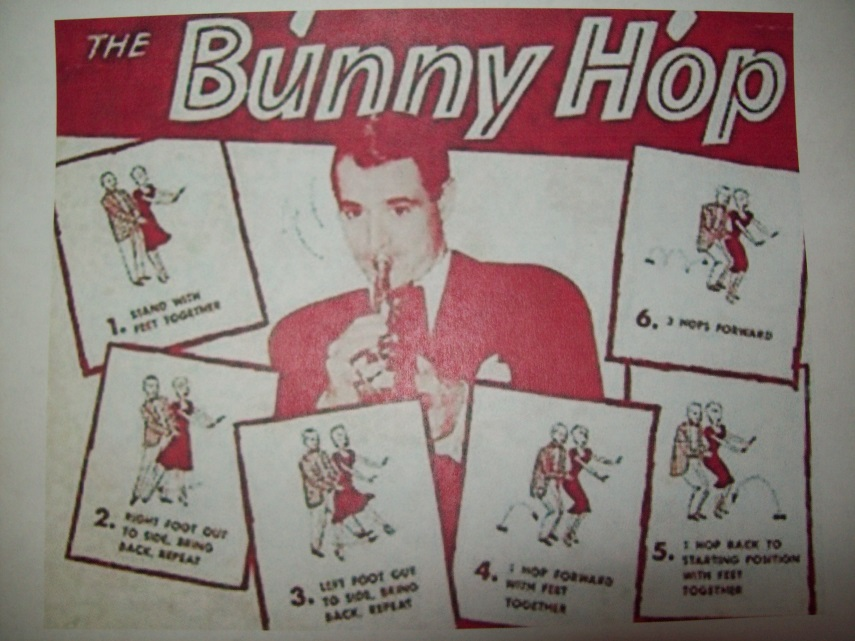 THE Bunny Hop
1. STAND WITH
FEET TOGETHER
2. RIGHT FOOT OUT
TO SIDE, BRING
BACK, REPEAT
3. LEFT FOOT OUT
TO SIDE, BRING
BACK, REPEAT
4. 1 HOP FORWARD
WITH FEET
TOGETHER
5. 1 HOP BACK TO
STARTING POSITION
WITH FEET
TOGETHER
6. 3 HOPS FORWARD